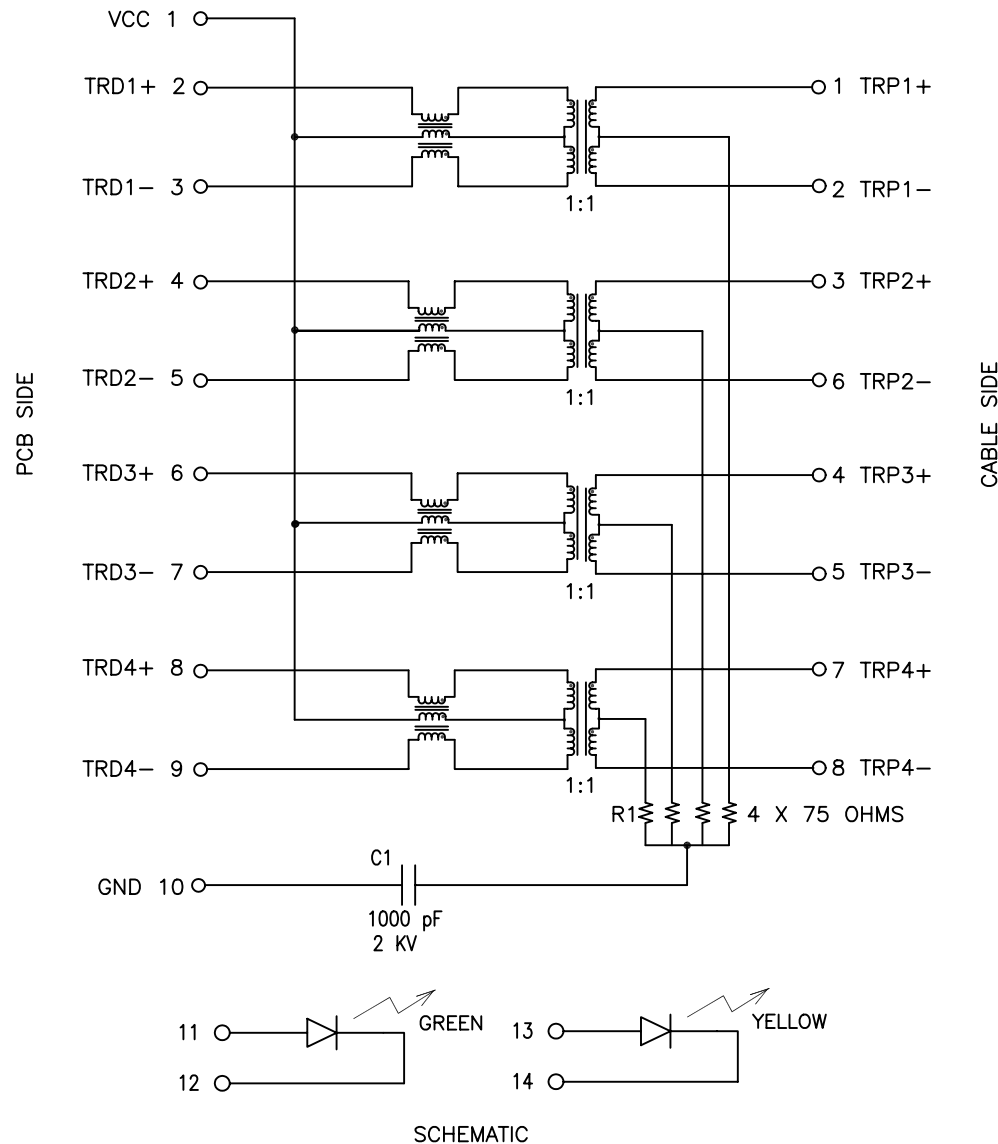 VCC 1
TRD1+ 2
1 TRP1+
TRD1- 3
2 TRP1-
1:1
TRD2+ 4
3 TRP2+
TRD2- 5
6 TRP2-
1:1
PCB SIDE
CABLE SIDE
TRD3+ 6
4 TRP3+
TRD3- 7
5 TRP3-
1:1
TRD4+ 8
7 TRP4+
TRD4- 9
8 TRP4-
1:1
R1
4 X 75 OHMS
C1
GND 10
1000 pF
2 KV
11
GREEN
12
13
YELLOW
14
SCHEMATIC